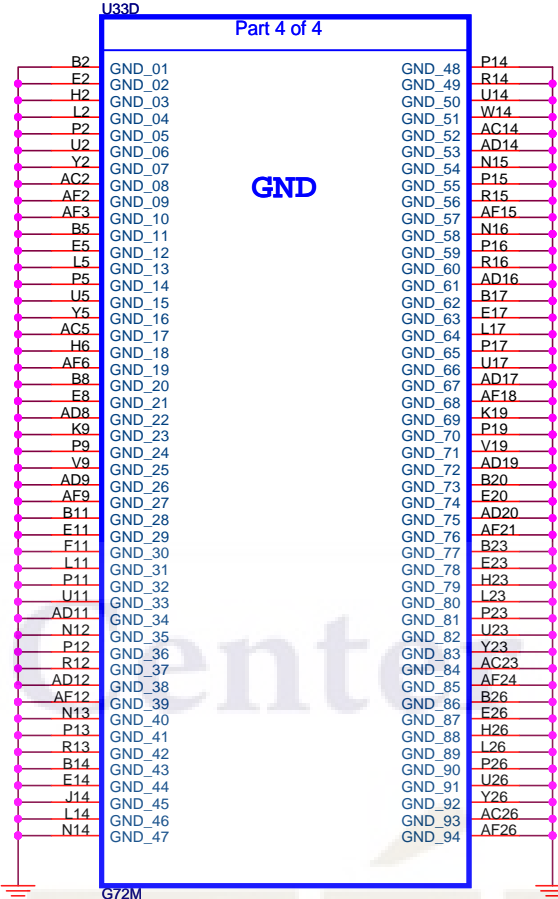 U33D
Part 4 of 4
GND
B2 GND_01 GND_48 P14
E2 GND_02 GND_49 R14
H2 GND_03 GND_50 U14
L2 GND_04 GND_51 W14
P2 GND_05 GND_52 AC14
U2 GND_06 GND_53 AD14
Y2 GND_07 GND_54 N15
AC2 GND_08 GND_55 P15
AF2 GND_09 GND_56 R15
AF3 GND_10 GND_57 AF15
B5 GND_11 GND_58 N16
E5 GND_12 GND_59 P16
L5 GND_13 GND_60 R16
P5 GND_14 GND_61 AD16
U5 GND_15 GND_62 B17
Y5 GND_16 GND_63 E17
AC5 GND_17 GND_64 L17
H6 GND_18 GND_65 P17
AF6 GND_19 GND_66 U17
B8 GND_20 GND_67 AD17
E8 GND_21 GND_68 AF18
AD8 GND_22 GND_69 K19
K9 GND_23 GND_70 P19
P9 GND_24 GND_71 V19
V9 GND_25 GND_72 AD19
AD9 GND_26 GND_73 B20
AF9 GND_27 GND_74 E20
B11 GND_28 GND_75 AD20
E11 GND_29 GND_76 AF21
F11 GND_30 GND_77 B23
L11 GND_31 GND_78 E23
P11 GND_32 GND_79 H23
U11 GND_33 GND_80 L23
AD11 GND_34 GND_81 P23
N12 GND_35 GND_82 U23
P12 GND_36 GND_83 Y23
R12 GND_37 GND_84 AC23
AD12 GND_38 GND_85 AF24
AF12 GND_39 GND_86 B26
N13 GND_40 GND_87 E26
P13 GND_41 GND_88 H26
R13 GND_42 GND_89 L26
B14 GND_43 GND_90 P26
E14 GND_44 GND_91 U26
J14 GND_45 GND_92 Y26
L14 GND_46 GND_93 AC26
N14 GND_47 GND_94 AF26
Center
G72M